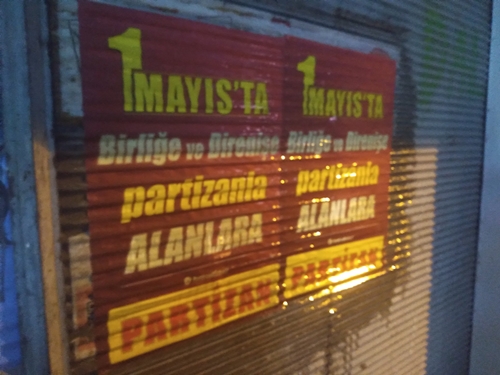 1 MAYIS'TA
Birliğe ve Direnişe
partizanla
ALANLARA
PARTİZAN
1 MAYIS'TA
Birliğe ve Direnişe
partizanla
ALANLARA
PARTİZAN